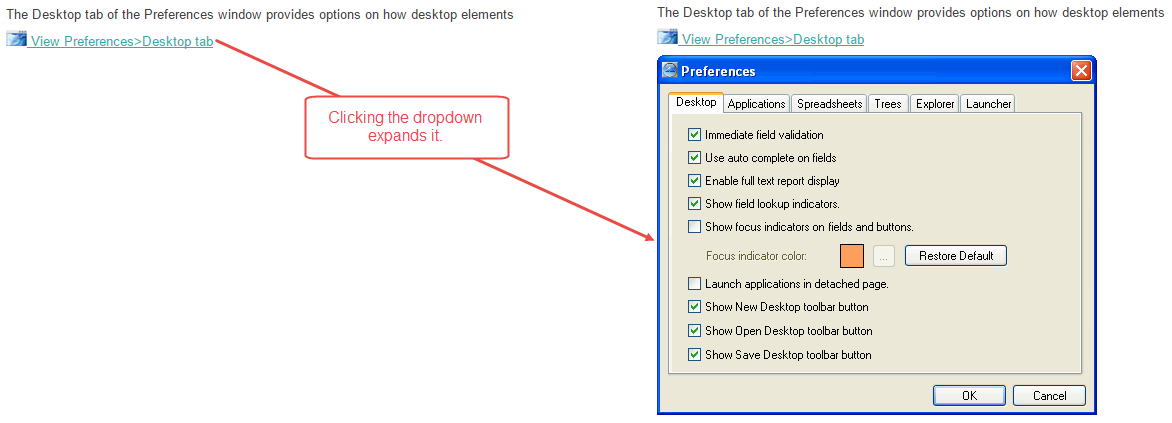 The Desktop tab of the Preferences window provides options on how desktop elements
View Preferences>Desktop tab
Clicking the dropdown
expands it.
The Desktop tab of the Preferences window provides options on how desktop elements
View Preferences>Desktop tab
Preferences
Desktop Applications Spreadsheets Trees Explorer Launcher
Immediate field validation
Use auto complete on fields
Enable full text report display
Show field lookup indicators.
Show focus indicators on fields and buttons.
Focus indicator color: ... Restore Default
Launch applications in detached page.
Show New Desktop toolbar button
Show Open Desktop toolbar button
Show Save Desktop toolbar button
OK Cancel